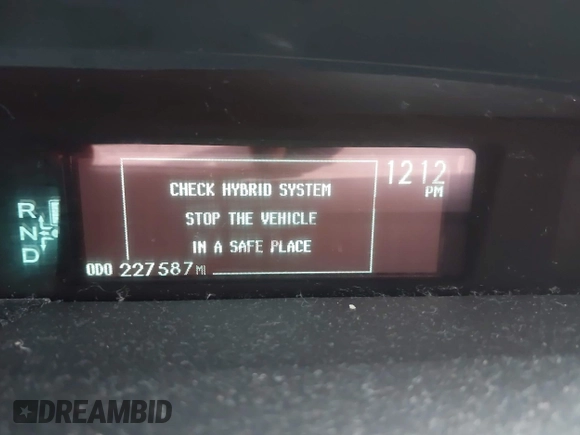 CHECK HYBRID SYSTEM
STOP THE VEHICLE
IN A SAFE PLACE
12:12
PM
R
N
D
ODO 227587 MI
DREAMBID